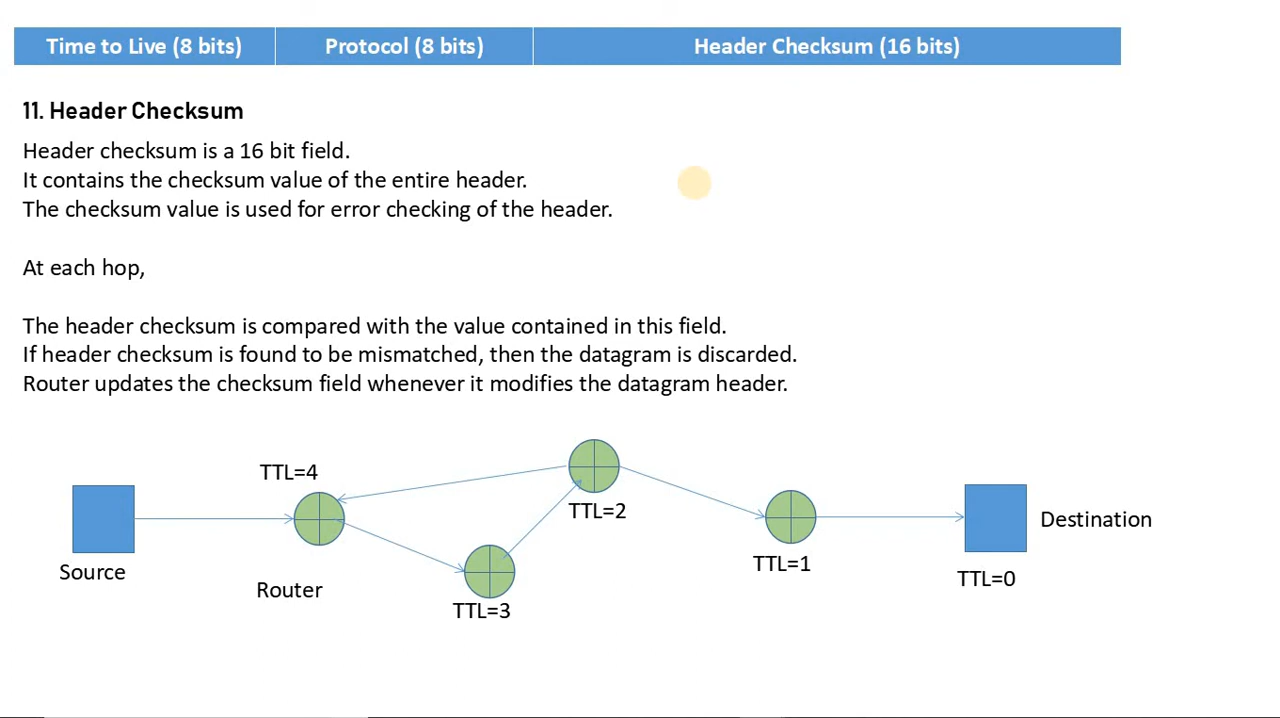 Time to Live (8 bits) Protocol (8 bits) Header Checksum (16 bits)
11. Header Checksum
Header checksum is a 16 bit field.
It contains the checksum value of the entire header.
The checksum value is used for error checking of the header.
At each hop,
The header checksum is compared with the value contained in this field.
If header checksum is found to be mismatched, then the datagram is discarded.
Router updates the checksum field whenever it modifies the datagram header.
TTL=4
TTL=2
Destination
TTL=1
Source
TTL=0
Router
TTL=3